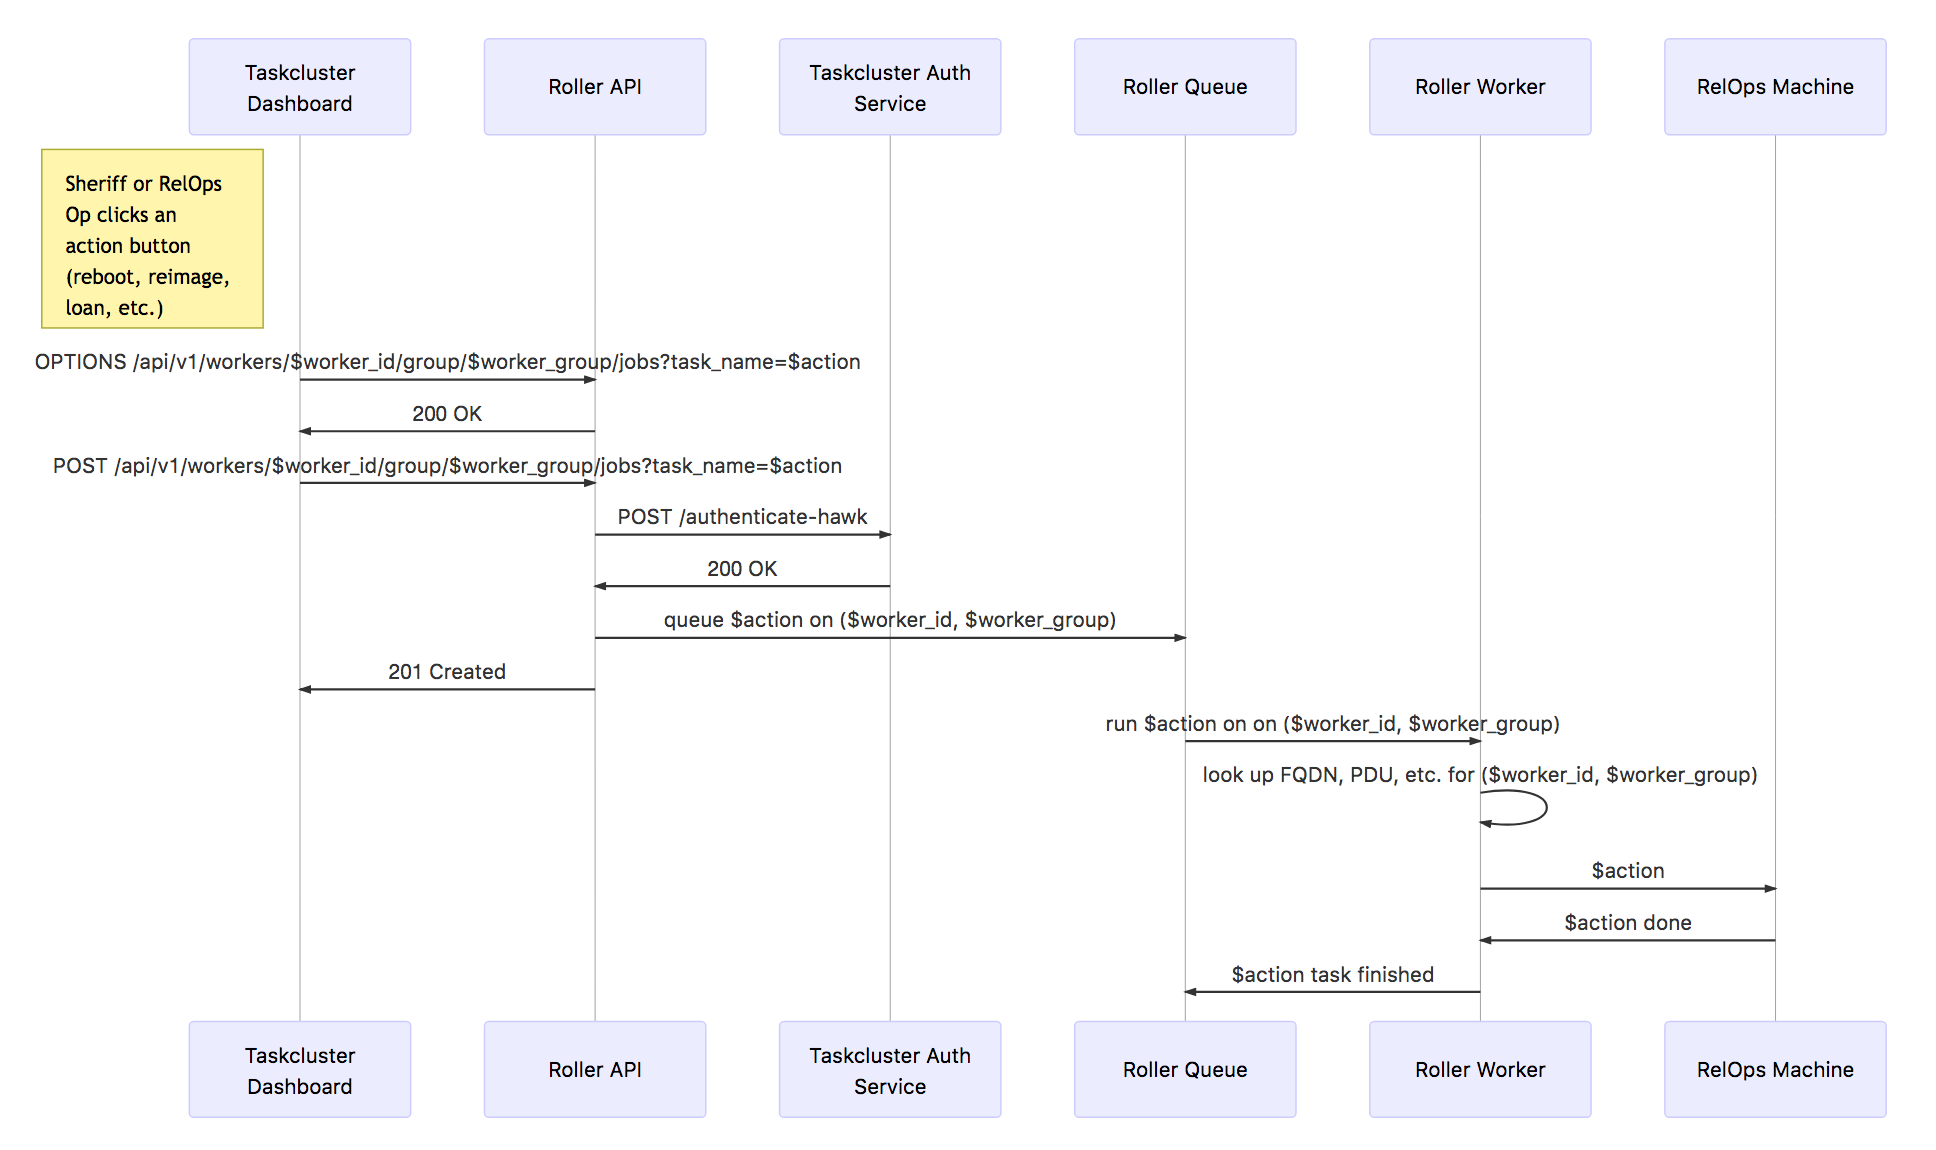 Taskcluster
Dashboard
Roller API
Taskcluster Auth
Service
Roller Queue
Roller Worker
RelOps Machine
Sheriff or RelOps
Op clicks an
action button
(reboot, reimage,
loan, etc.)
OPTIONS /api/v1/workers/$worker_id/group/$worker_group/jobs?task_name=$action
200 OK
POST /api/v1/workers/$worker_id/group/$worker_group/jobs?task_name=$action
POST /authenticate-hawk
200 OK
queue $action on ($worker_id, $worker_group)
201 Created
run $action on on ($worker_id, $worker_group)
look up FQDN, PDU, etc. for ($worker_id, $worker_group)
$action
$action done
$action task finished
Taskcluster
Dashboard
Roller API
Taskcluster Auth
Service
Roller Queue
Roller Worker
RelOps Machine